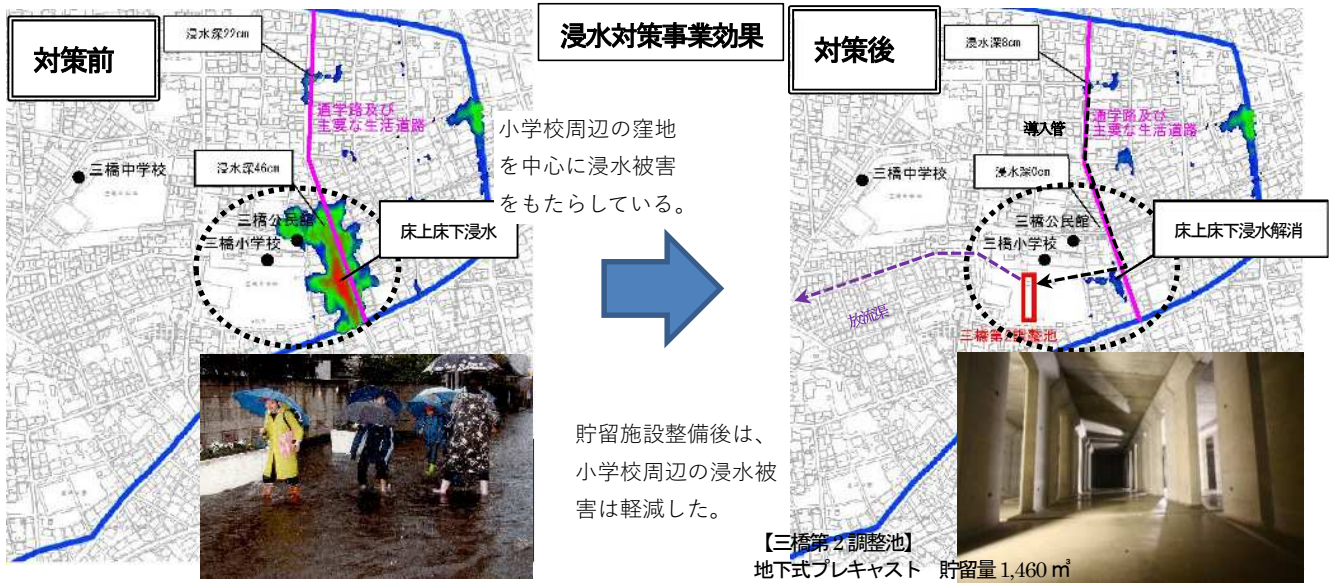 浸水対策事業効果
対策前
浸水深22cm
通学路及び
主要な生活道路
浸水深46cm
三橋中学校
三橋公民館
三橋小学校
床上床下浸水
小学校周辺の窪地
を中心に浸水被害
をもたらしている。
貯留施設整備後は、
小学校周辺の浸水被
害は軽減した。
対策後
浸水深8cm
通学路及び
主要な生活道路
導入管
浸水深0cm
三橋中学校
三橋公民館
三橋小学校
床上床下浸水解消
放流渠
三橋第2調整池
【三橋第2調整池】
地下式プレキャスト 貯留量1,460㎥